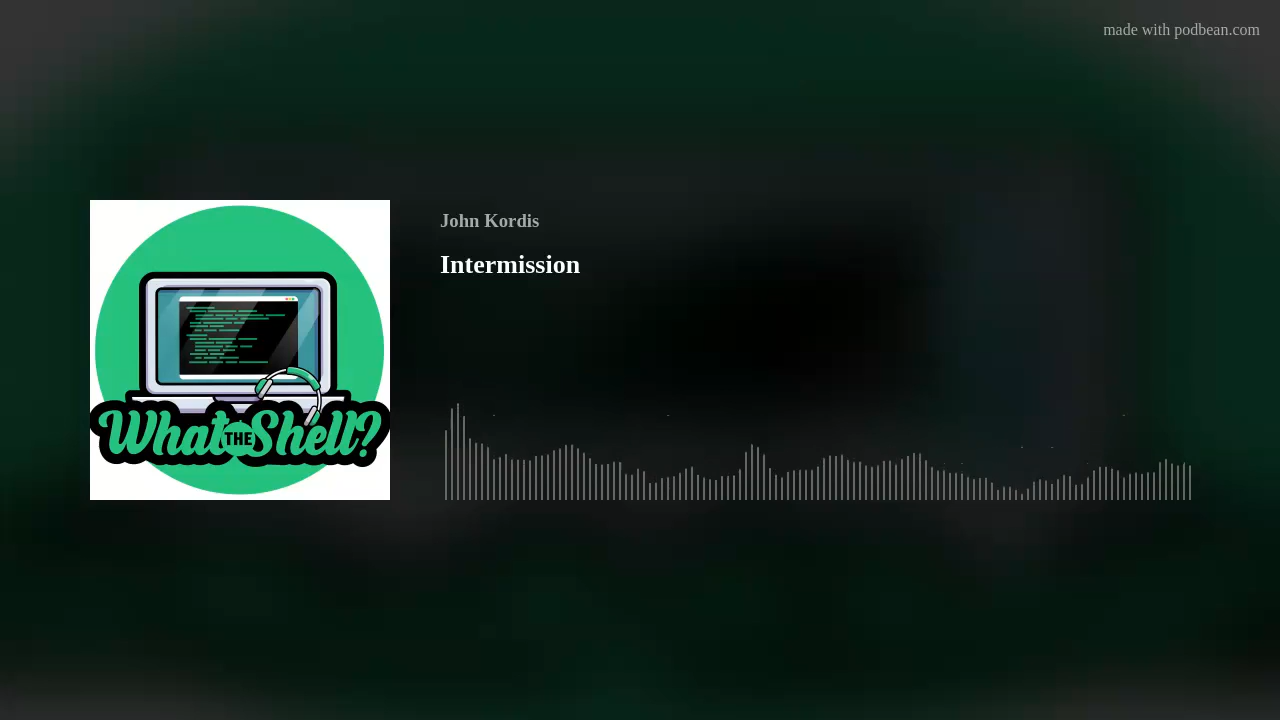 made with podbean.com
John Kordis
Intermission
What THE Shell?